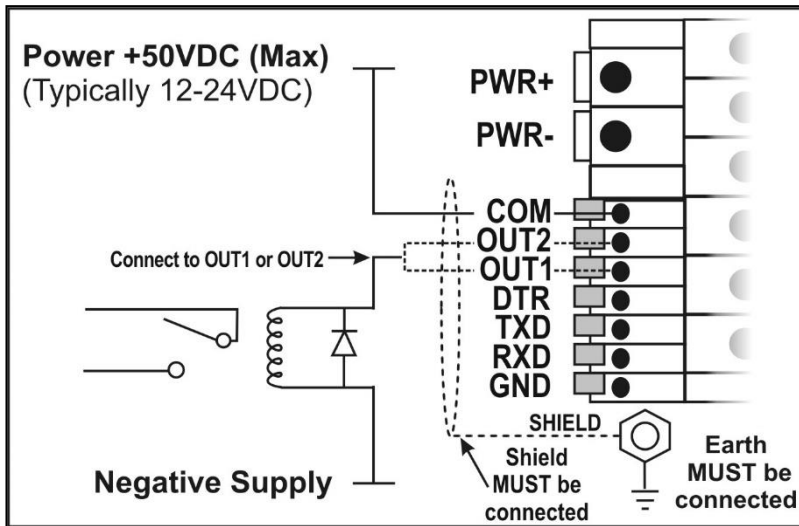 Power +50VDC (Max)
(Typically 12-24VDC)
PWR+
PWR-
COM
OUT2
Connect to OUT1 or OUT2
OUT1
DTR
TXD
RXD
GND
SHIELD
Shield
MUST be
connected
Earth
MUST be
connected
Negative Supply